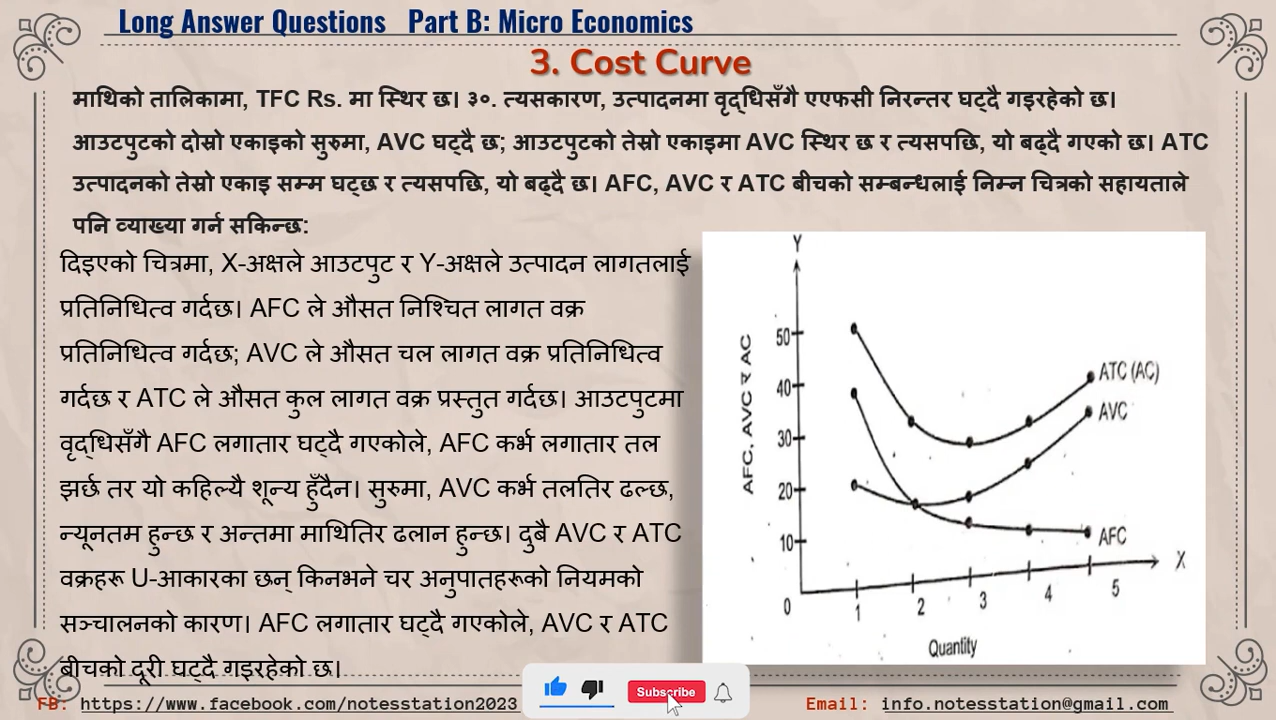 Long Answer Questions Part B: Micro Economics
3. Cost Curve
माथिको तालिकामा, TFC Rs. मा स्थिर छ। ३०. त्यसकारण, उत्पादनमा वृद्धिसँगै एएफसी निरन्तर घट्दै गइरहेको छ।
आउटपुटको दोस्रो एकाइको सुरुमा, AVC घट्दै छ; आउटपुटको तेस्रो एकाइमा AVC स्थिर छ र त्यसपछि, यो बढ्दै गएको छ। ATC
उत्पादनको तेस्रो एकाइ सम्म घट्छ र त्यसपछि, यो बढ्दै छ। AFC, AVC र ATC बीचको सम्बन्धलाई निम्न चित्रको सहायताले
पनि व्याख्या गर्न सकिन्छ:
दिइएको चित्रमा, X-अक्षले आउटपुट र Y-अक्षले उत्पादन लागतलाई
प्रतिनिधित्व गर्दछ। AFC ले औसत निश्चित लागत वक्र
प्रतिनिधित्व गर्दछ; AVC ले औसत चल लागत वक्र प्रतिनिधित्व
गर्दछ र ATC ले औसत कुल लागत वक्र प्रस्तुत गर्दछ। आउटपुटमा
वृद्धिसँगै AFC लगातार घट्दै गएकोले, AFC कर्भ लगातार तल
झर्छ तर यो कहिल्यै शून्य हुँदैन। सुरुमा, AVC कर्भ तलतिर ढल्छ,
न्यूनतम हुन्छ र अन्तमा माथितिर ढलान हुन्छ। दुबै AVC र ATC
वक्रहरू U-आकारका छन् किनभने चर अनुपातहरूको नियमको
सञ्चालनको कारण। AFC लगातार घट्दै गएकोले, AVC र ATC
बीचको दूरी घट्दै गइरहेको छ।
Y
AFC, AVC र AC
50
40
30
20
10
0
1 2 3 4 5
X
ATC (AC)
AVC
AFC
Quantity
Subscribe
FB: https://www.facebook.com/notesstation2023
Email: info.notesstation@gmail.com